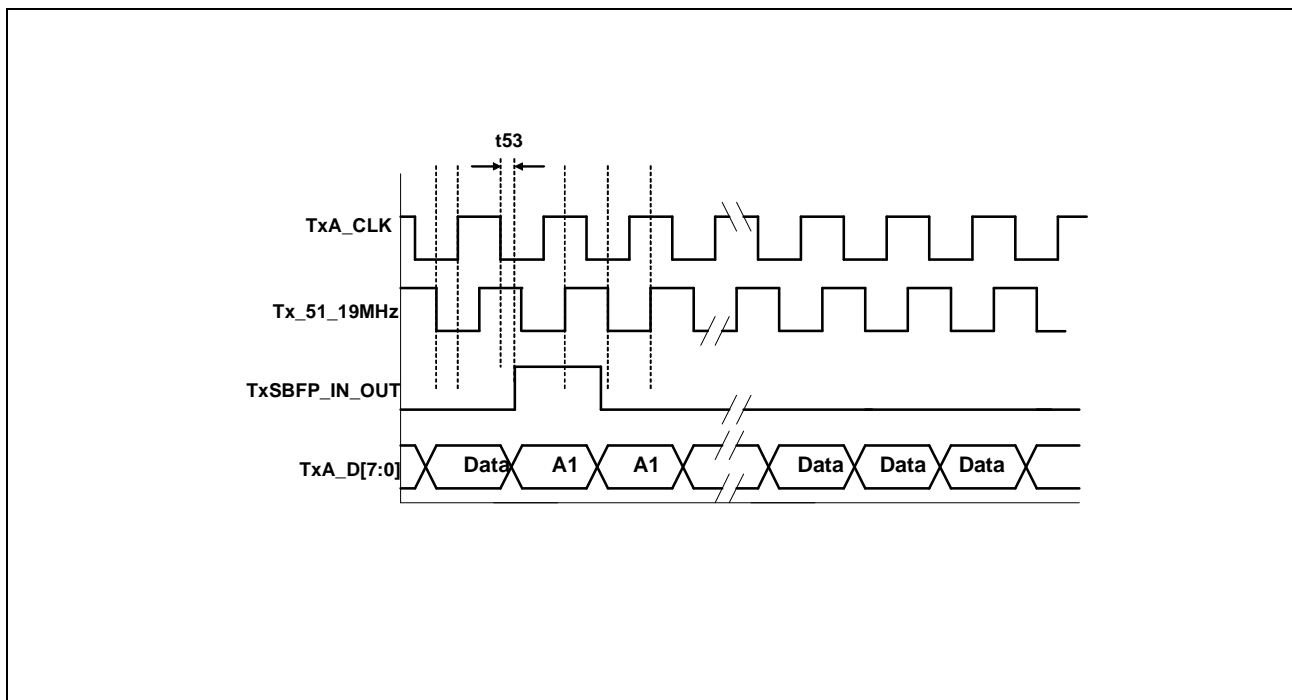 t53
TxA_CLK
Tx_51_19MHz
TxSBFP_IN_OUT
TxA_D[7:0]
Data A1 A1 Data Data Data